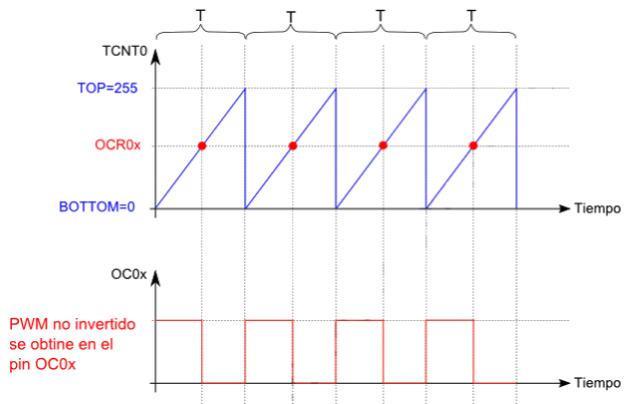 T T T T
TCNT0
TOP=255
OCR0x
BOTTOM=0
Tiempo
OC0x
PWM no invertido
se obtine en el
pin OC0x
Tiempo